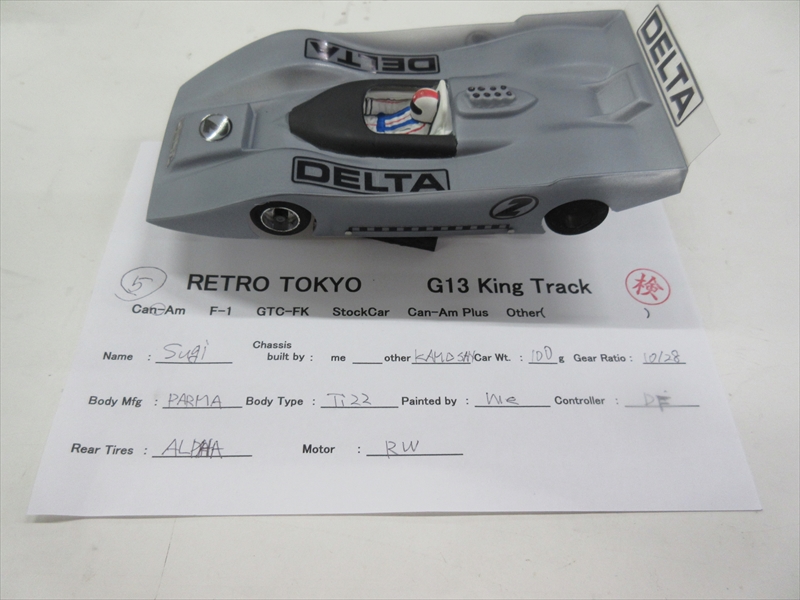 DELTA
DELTA
DELTA
2
5 RETRO TOKYO G13 King Track 検
Can-Am F-1 GTC-FK StockCar Can-Am Plus Other( )
Name : Sugi Chassis built by : me ____ other KAMOSAN Car Wt. : 100 g Gear Ratio : 10/28
Body Mfg : PARMA Body Type : Ti22 Painted by : Me Controller : DF
Rear Tires : ALPHA Motor : RW